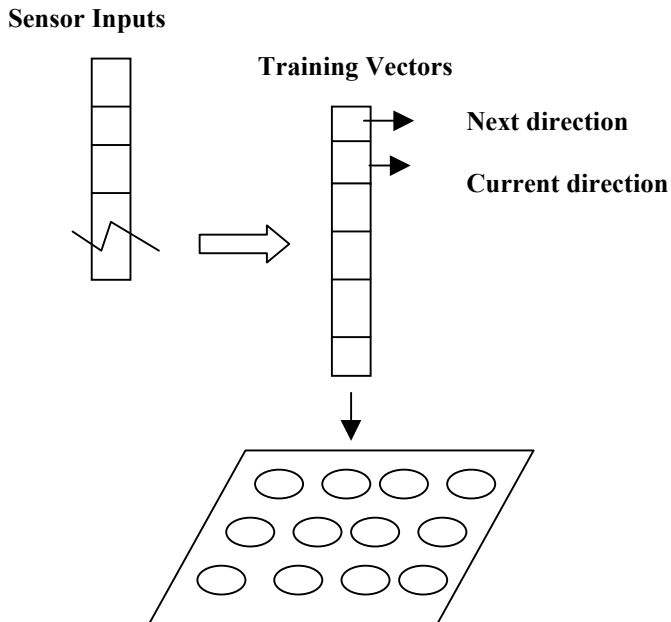 Sensor Inputs
Training Vectors
Next direction
Current direction